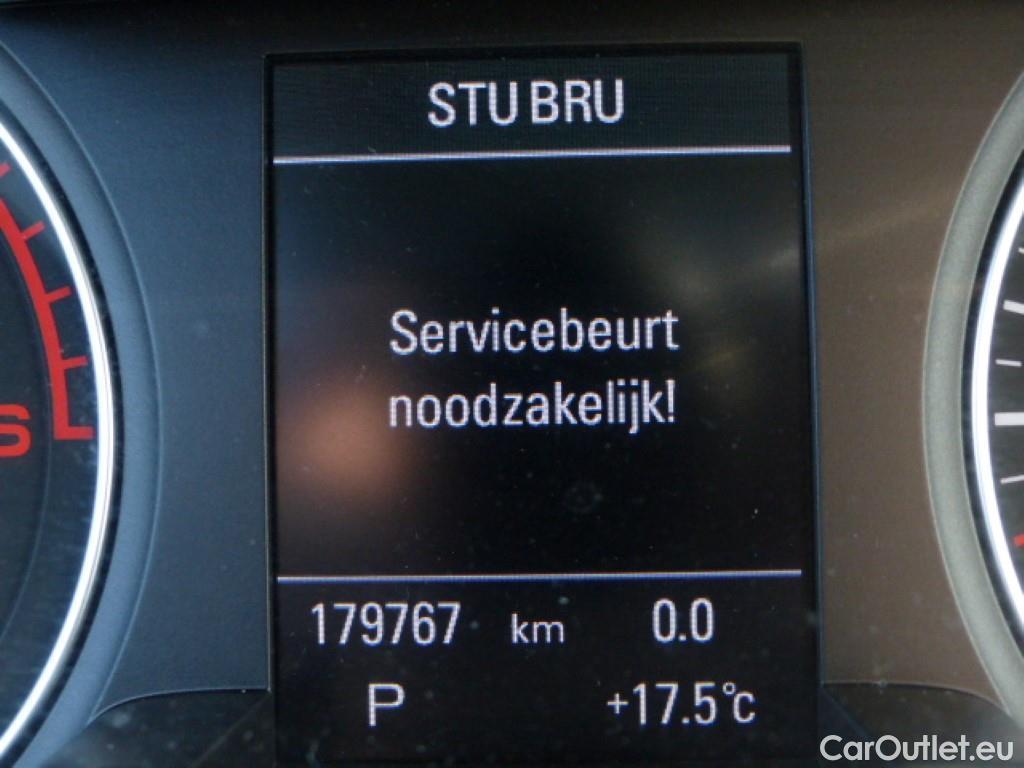 STU BRU
Servicebeurt
noodzakelijk!
179767 km 0.0
P +17.5°C
S
CarOutlet.eu